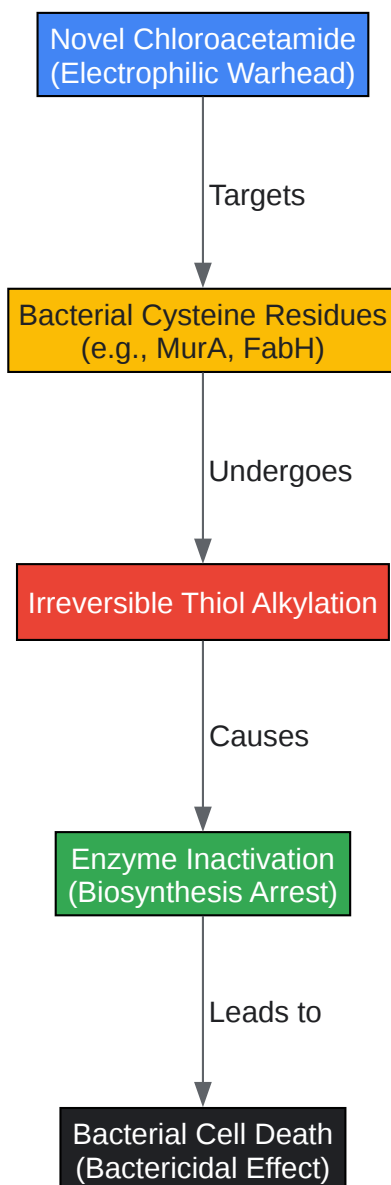 Novel Chloroacetamide
(Electrophilic Warhead)
Targets
Bacterial Cysteine Residues
(e.g., MurA, FabH)
Undergoes
Irreversible Thiol Alkylation
Causes
Enzyme Inactivation
(Biosynthesis Arrest)
Leads to
Bacterial Cell Death
(Bactericidal Effect)